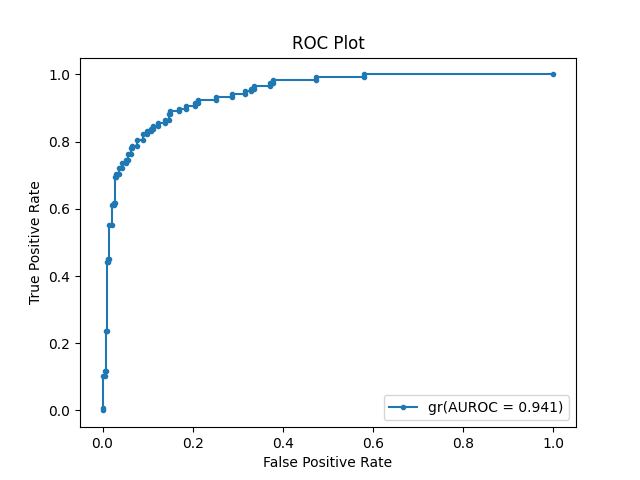 ROC Plot
True Positive Rate
1.0
0.8
0.6
0.4
0.2
0.0
gr(AUROC = 0.941)
0.0 0.2 0.4 0.6 0.8 1.0
False Positive Rate